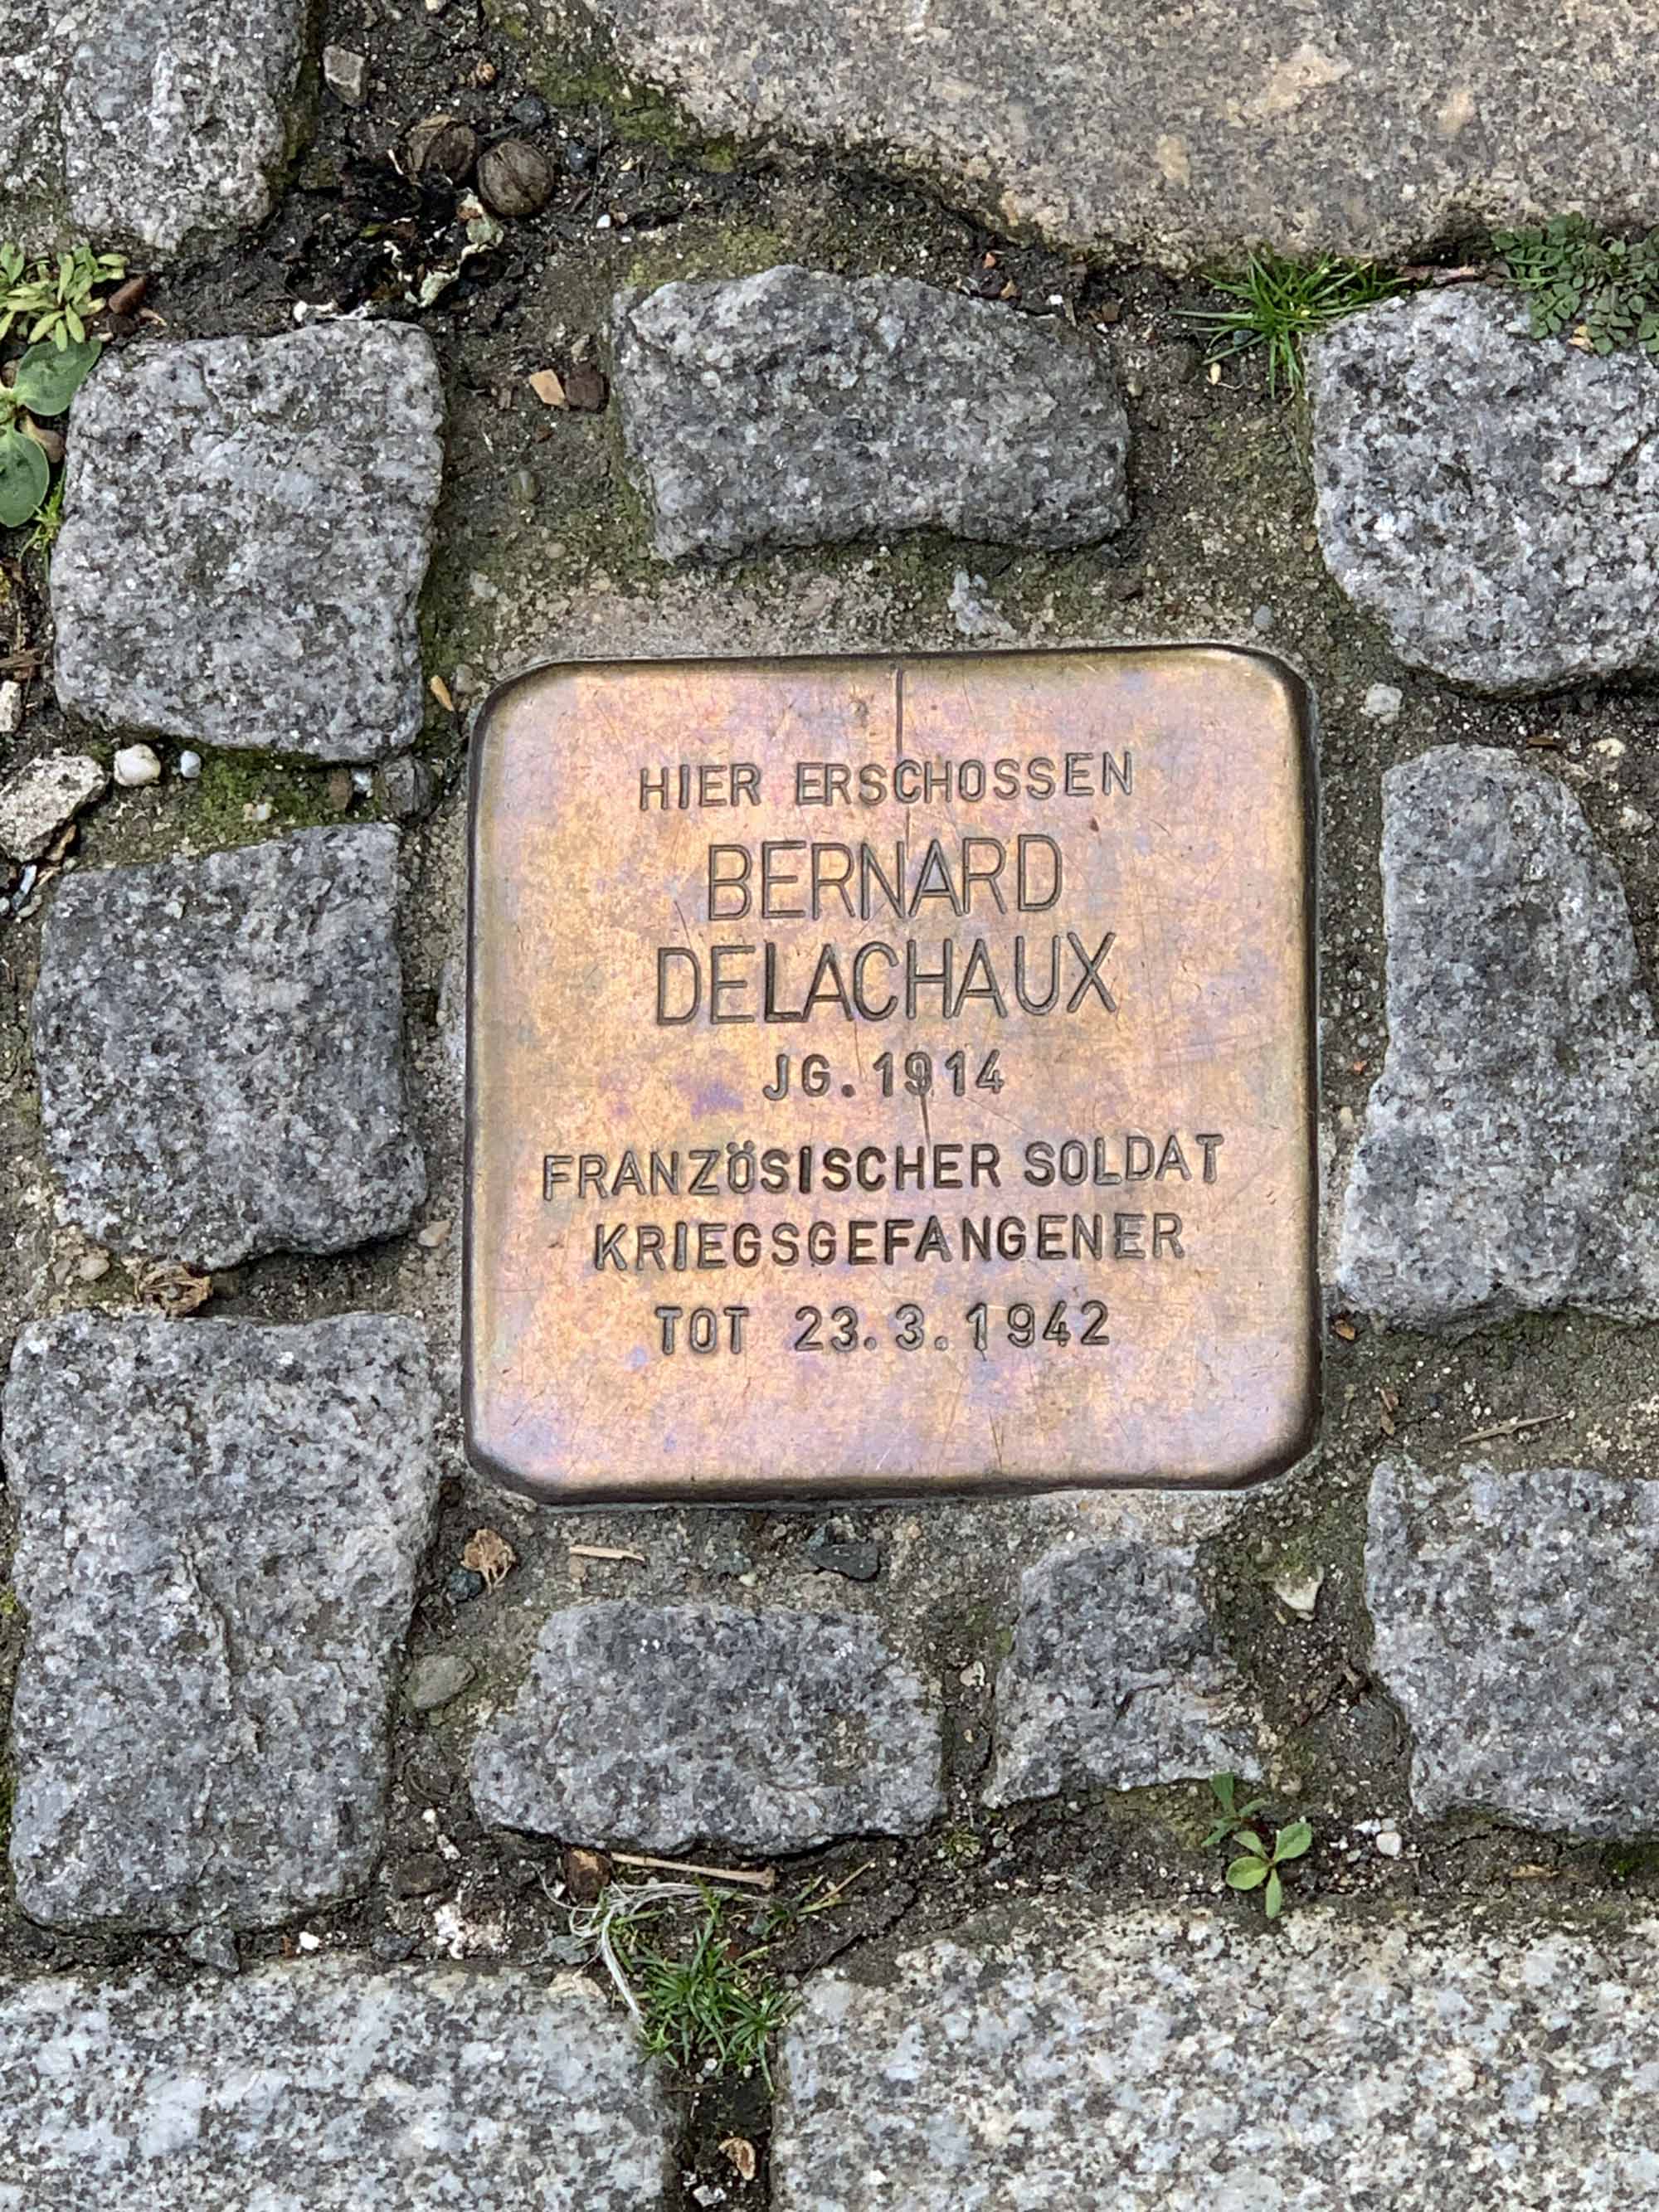 HIER ERSCHOSSEN
BERNARD
DELACHAUX
JG. 1914
FRANZÖSISCHER SOLDAT
KRIEGSGEFANGENER
TOT 23.3.1942